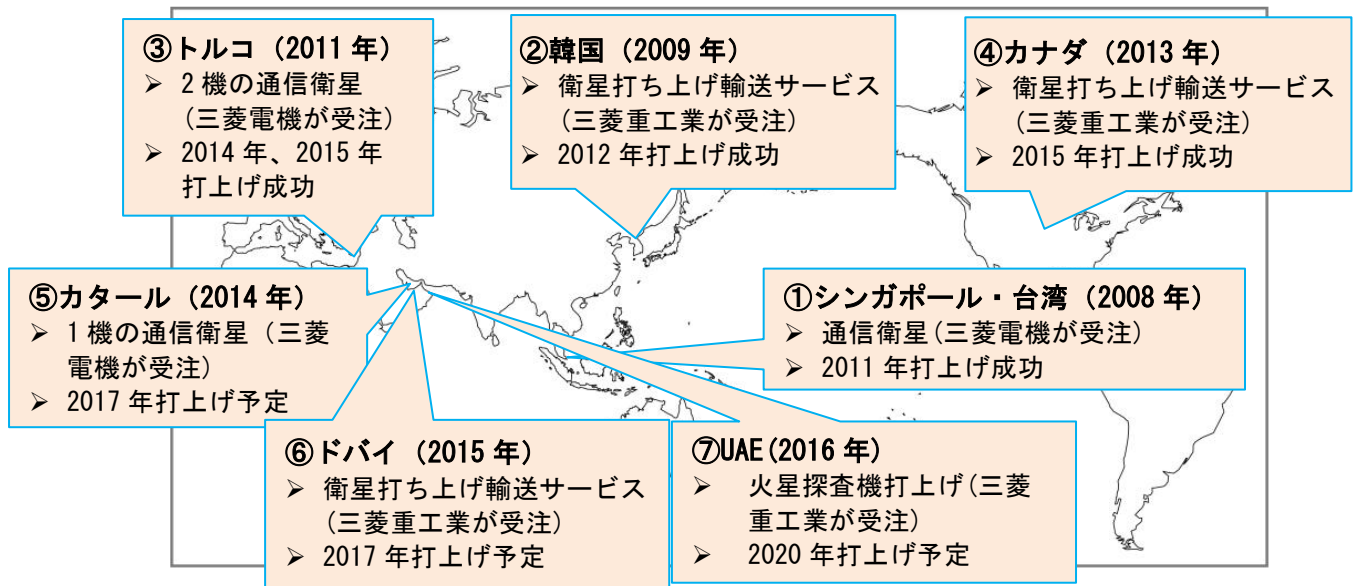 ③トルコ（2011 年）
➢ 2 機の通信衛星
(三菱電機が受注)
➢ 2014 年、2015 年
打上げ成功
②韓国（2009 年）
➢ 衛星打ち上げ輸送サービス
(三菱重工業が受注)
➢ 2012 年打上げ成功
④カナダ（2013 年）
➢ 衛星打ち上げ輸送サービス
(三菱重工業が受注)
➢ 2015 年打上げ成功
⑤カタール（2014 年）
➢ 1 機の通信衛星（三菱
電機が受注)
➢ 2017 年打上げ予定
①シンガポール・台湾（2008 年）
➢ 通信衛星(三菱電機が受注)
➢ 2011 年打上げ成功
⑥ドバイ（2015 年）
➢ 衛星打ち上げ輸送サービス
(三菱重工業が受注)
➢ 2017 年打上げ予定
⑦UAE(2016 年)
➢ 火星探査機打上げ(三菱
重工業が受注)
➢ 2020 年打上げ予定